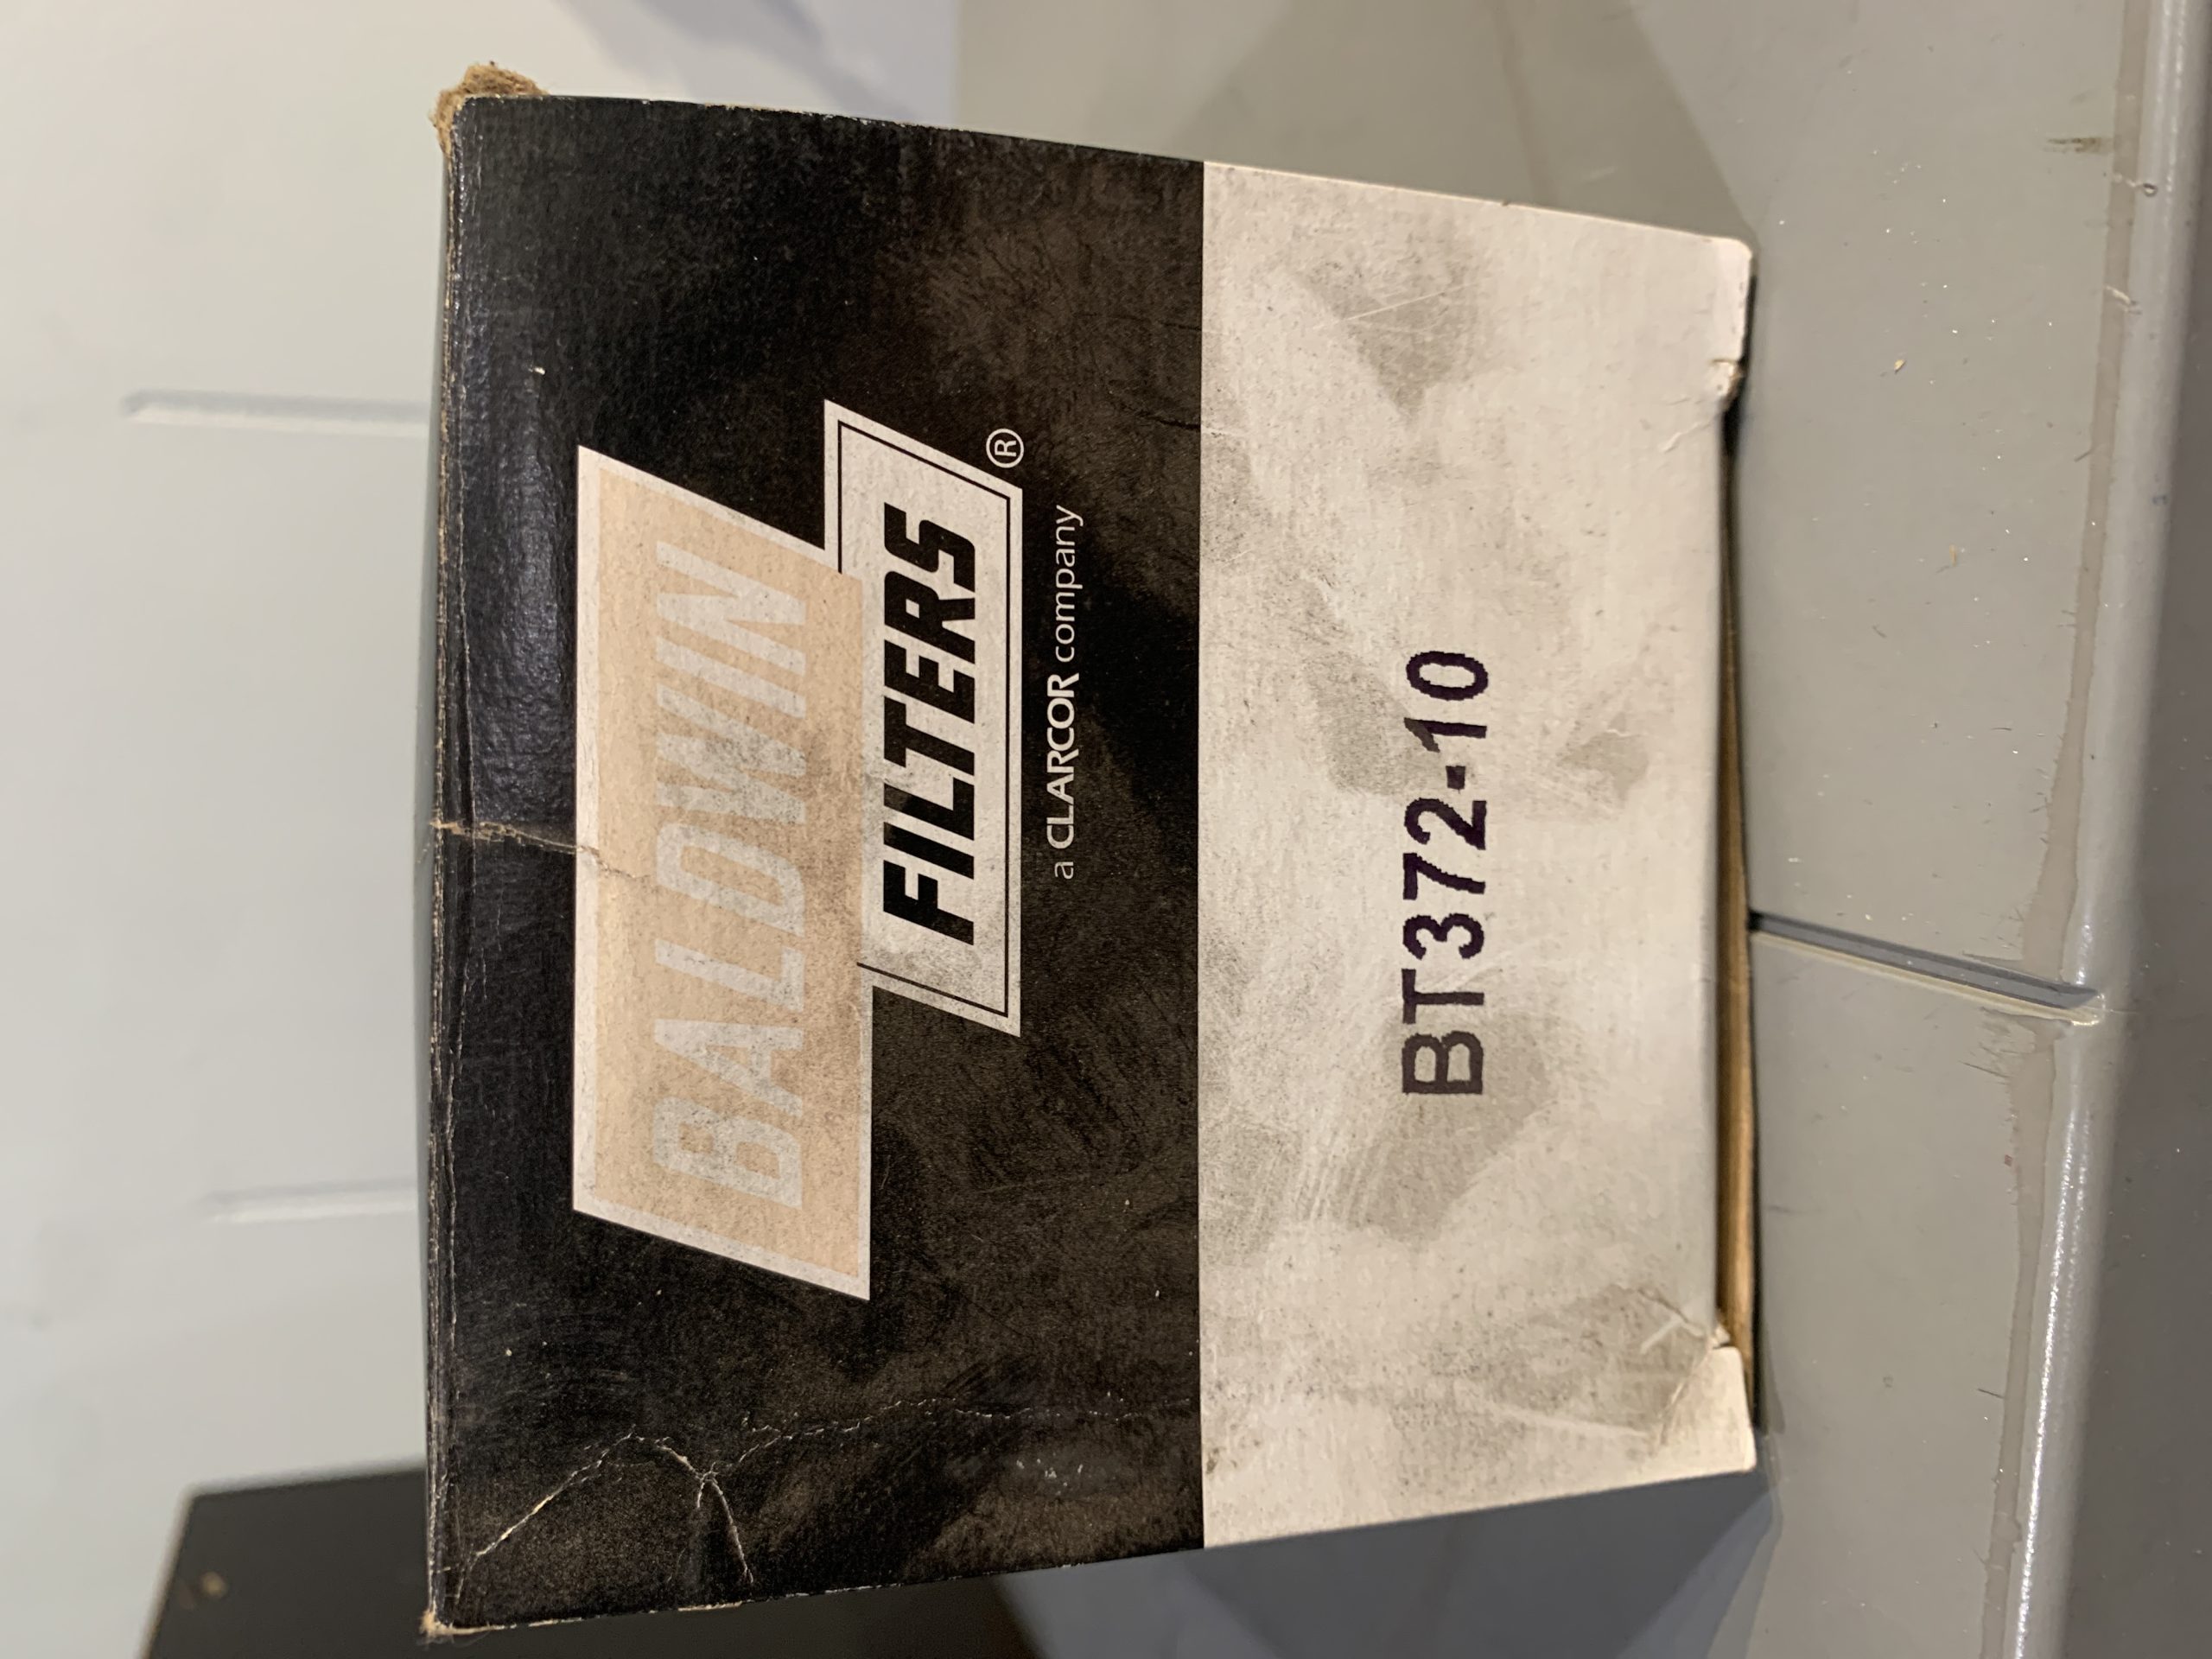 BALDWIN
FILTERS®
a CLARCOR company
BT372-10